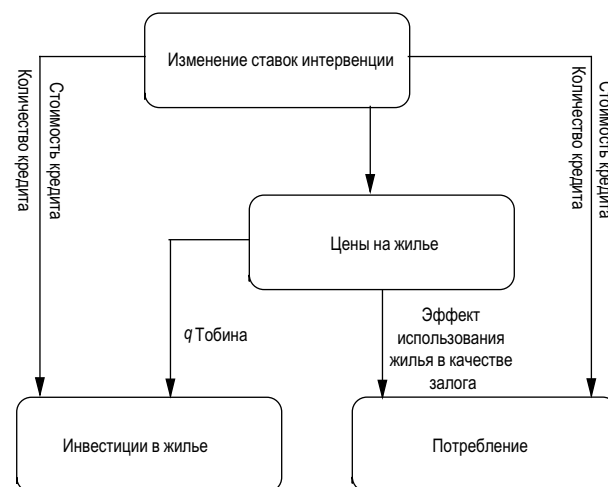 Изменение ставок интервенции
Стоимость кредита
Количество кредита
Стоимость кредита
Количество кредита
Цены на жилье
q Тобина
Эффект
использования
жилья в качестве
залога
Инвестиции в жилье
Потребление